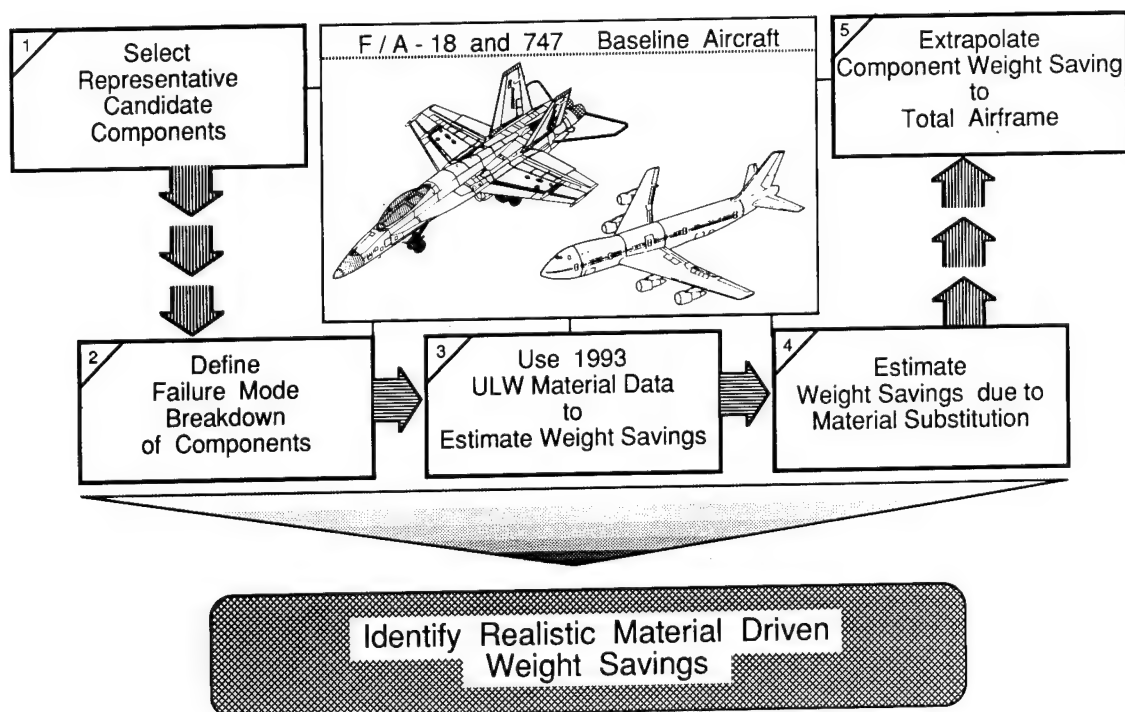 1
Select
Representative
Candidate
Components
F / A - 18 and 747 Baseline Aircraft
5
Extrapolate
Component Weight Saving
to
Total Airframe
2
Define
Failure Mode
Breakdown
of Components
3
Use 1993
ULW Material Data
to
Estimate Weight Savings
4
Estimate
Weight Savings due to
Material Substitution
Identify Realistic Material Driven
Weight Savings